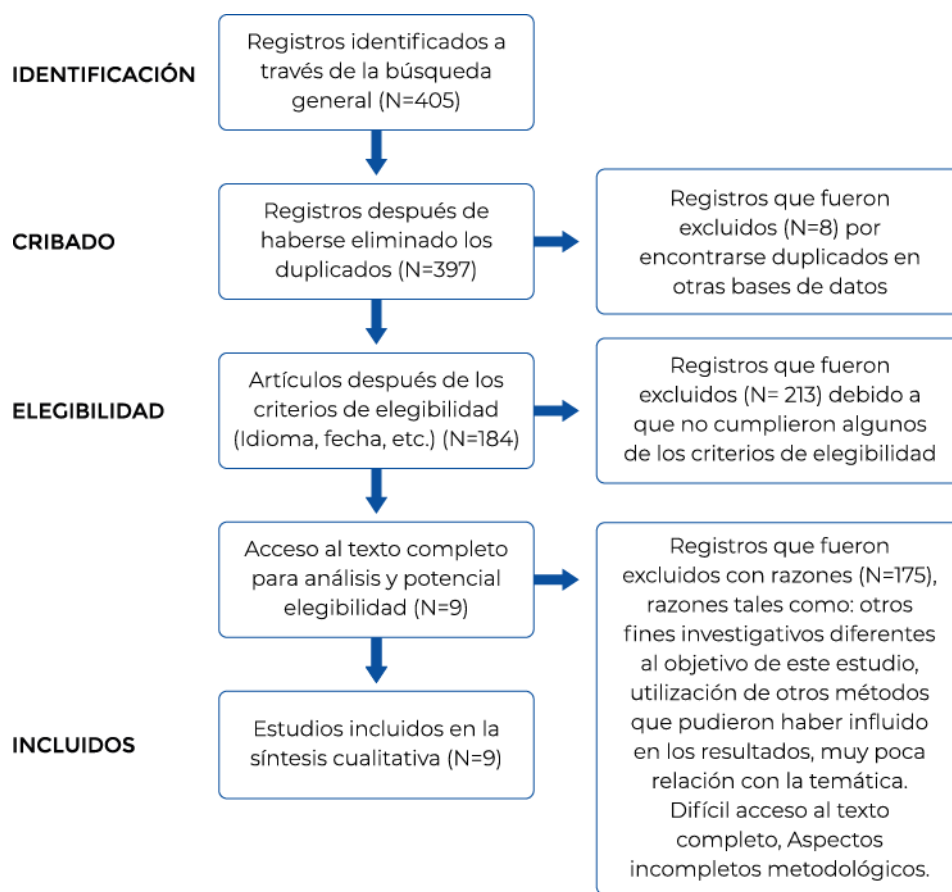 IDENTIFICACIÓN
Registros identificados a
través de la búsqueda
general (N=405)
CRIBADO
Registros después de
haberse eliminado los
duplicados (N=397)
Registros que fueron
excluidos (N=8) por
encontrarse duplicados en
otras bases de datos
ELEGIBILIDAD
Artículos después de los
criterios de elegibilidad
(Idioma, fecha, etc.) (N=184)
Registros que fueron
excluidos (N= 213) debido a
que no cumplieron algunos
de los criterios de elegibilidad
Acceso al texto completo
para análisis y potencial
elegibilidad (N=9)
Registros que fueron
excluidos con razones (N=175),
razones tales como: otros
fines investigativos diferentes
al objetivo de este estudio,
utilización de otros métodos
que pudieron haber influido
en los resultados, muy poca
relación con la temática.
Difícil acceso al texto
completo, Aspectos
incompletos metodológicos.
INCLUIDOS
Estudios incluidos en la
síntesis cualitativa (N=9)